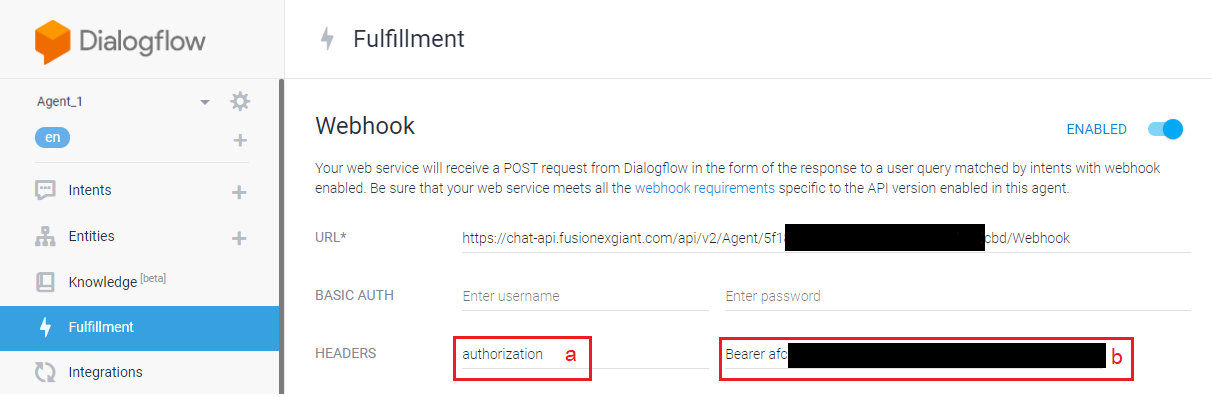 Dialogflow
Fulfillment
Agent_1
en
Intents
Entities
Knowledge [beta]
Fulfillment
Integrations
Webhook
ENABLED
Your web service will receive a POST request from Dialogflow in the form of the response to a user query matched by intents with webhook
enabled. Be sure that your web service meets all the webhook requirements specific to the API version enabled in this agent.
URL* https://chat-api.fusionexgiant.com/api/v2/Agent/5f1 cbd/Webhook
BASIC AUTH Enter username Enter password
HEADERS authorization a Bearer afc b